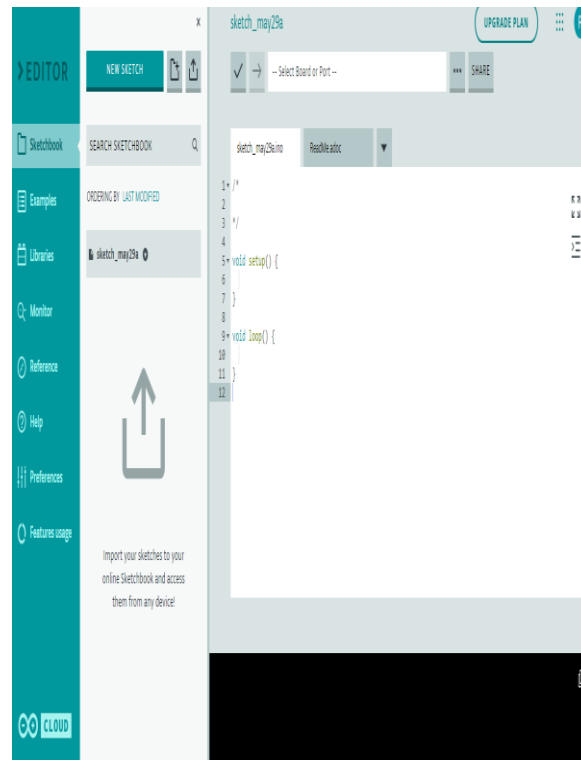 x
sketch_may29a
UPGRADE PLAN
>EDITOR
NEW SKETCH
-- Select Board or Port --
SHARE
Sketchbook
SEARCH SKETCHBOOK
sketch_may29a.ino
ReadMe.adoc
Examples
ORDERING BY LAST MODIFIED
Libraries
sketch_may29a
Monitor
Reference
Help
Preferences
Features usage
1 /*
2
3 */
4
5 void setup() {
6
7 }
8
9 void loop() {
10
11 }
12
Import your sketches to your
online Sketchbook and access
them from any device!
CLOUD